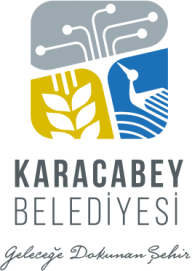 KARACABEY
BELEDİYESİ
Geleceğe Dokunan Şehir